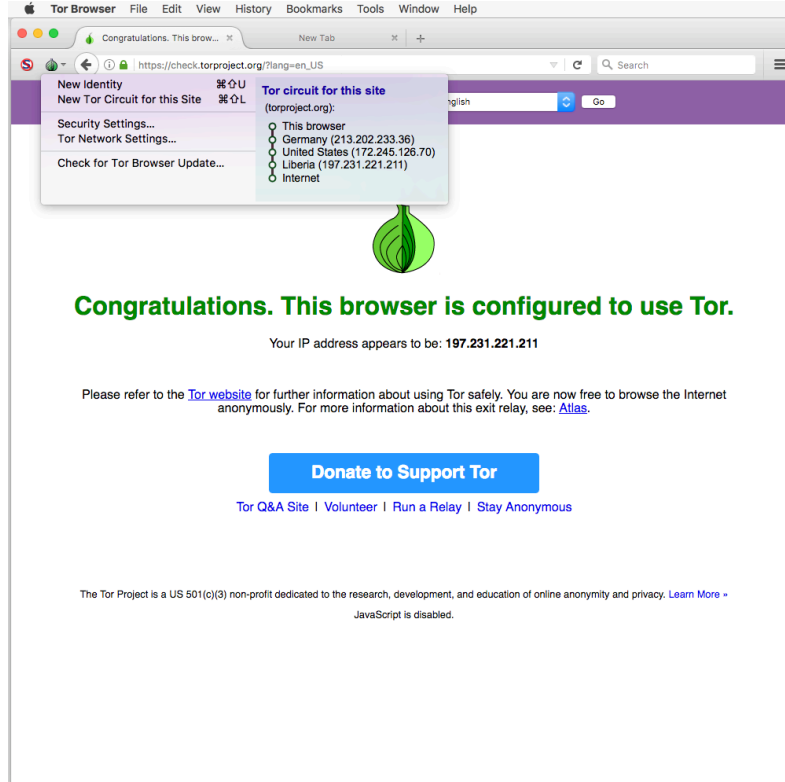 Tor Browser File Edit View History Bookmarks Tools Window Help
Congratulations. This brow... × New Tab × +
S i https://check.torproject.org/?lang=en_US Search
New Identity ⌘⇧U
New Tor Circuit for this Site ⌘⇧L
Security Settings...
Tor Network Settings...
Check for Tor Browser Update...
Tor circuit for this site
(torproject.org):
This browser
Germany (213.202.233.36)
United States (172.245.126.70)
Liberia (197.231.221.211)
Internet
nglish Go
Congratulations. This browser is configured to use Tor.
Your IP address appears to be: 197.231.221.211
Please refer to the Tor website for further information about using Tor safely. You are now free to browse the Internet
anonymously. For more information about this exit relay, see: Atlas.
Donate to Support Tor
Tor Q&A Site | Volunteer | Run a Relay | Stay Anonymous
The Tor Project is a US 501(c)(3) non-profit dedicated to the research, development, and education of online anonymity and privacy. Learn More »
JavaScript is disabled.